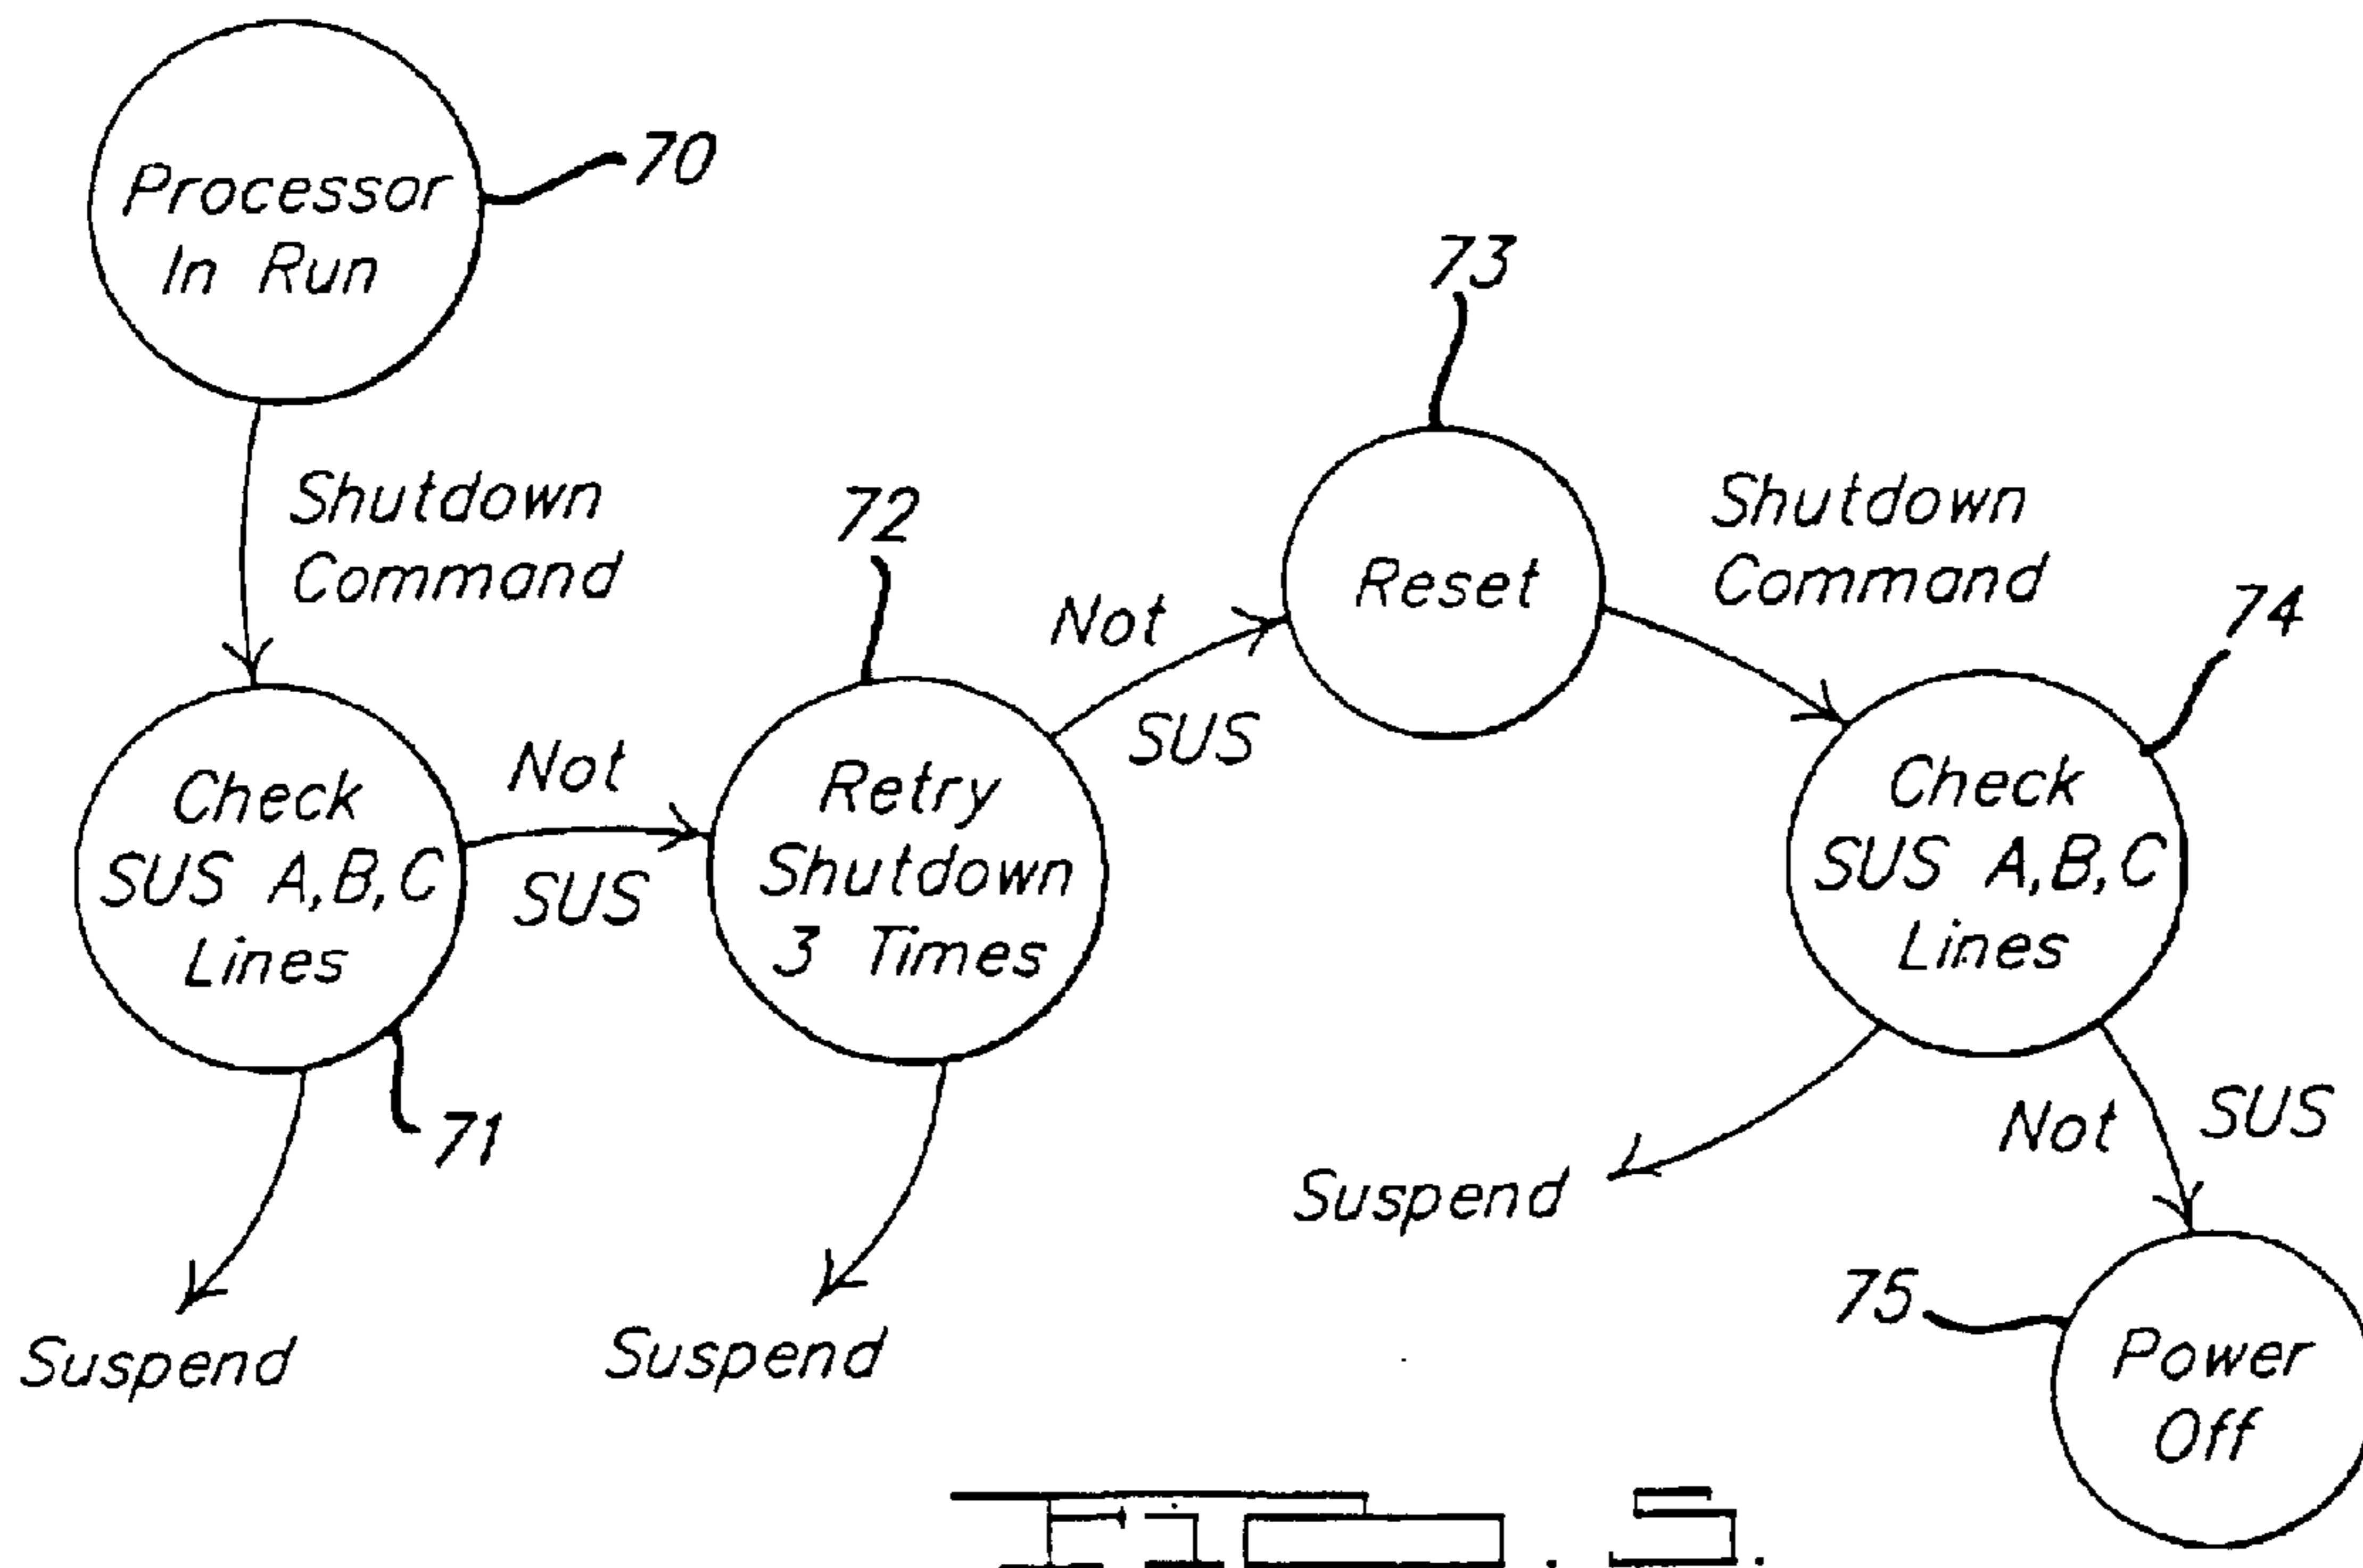 Processor
In Run
70
Shutdown
Command
Check
SUS A,B,C
Lines
71
Not
SUS
Suspend
72
Retry
Shutdown
3 Times
Not
SUS
Suspend
73
Reset
Shutdown
Command
74
Check
SUS A,B,C
Lines
Suspend
Not SUS
75
Power
Off